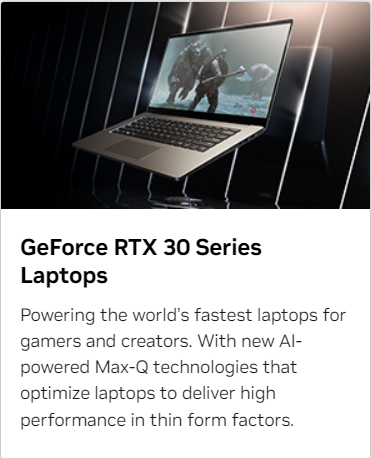 GeForce RTX 30 Series
Laptops
Powering the world's fastest laptops for
gamers and creators. With new AI-
powered Max-Q technologies that
optimize laptops to deliver high
performance in thin form factors.